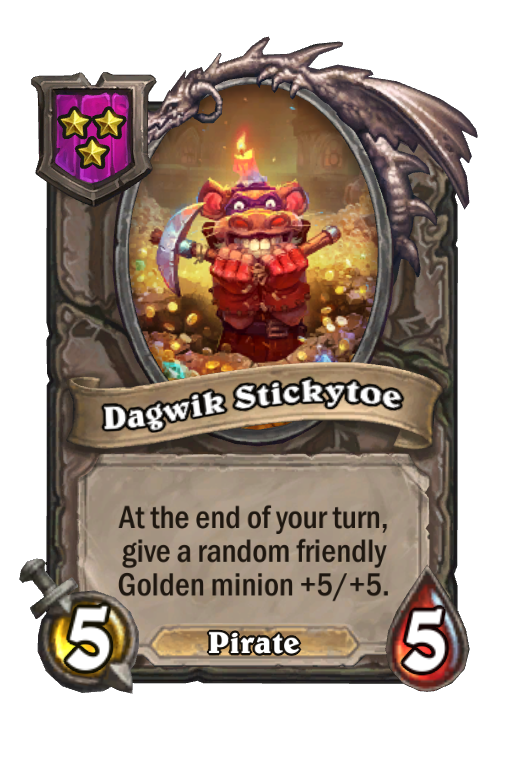 Dagwik Stickytoe
At the end of your turn,
give a random friendly
Golden minion +5/+5.
5
Pirate
5